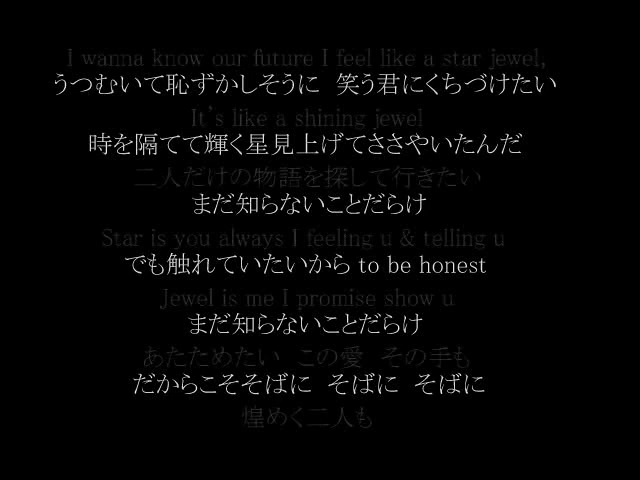 I wanna know our future I feel like a star jewel,
うつむいて恥ずかしそうに　笑う君にくちづけたい
It's like a shining jewel
時を隔てて輝く星見上げてささやいたんだ
二人だけの物語を探して行きたい
まだ知らないことだらけ
Star is you always I feeling u & telling u
でも触れていたいから to be honest
Jewel is me I promise show u
まだ知らないことだらけ
あたためたい　この愛　その手も
だからこそそばに　そばに　そばに
煌めく二人も